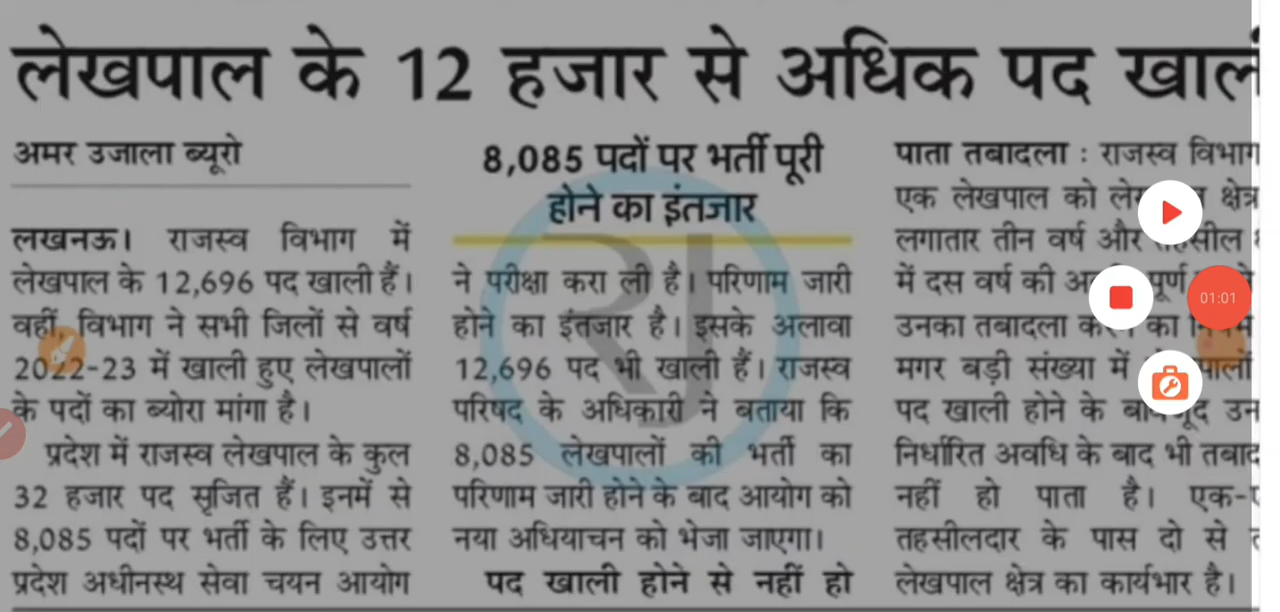 लेखपाल के 12 हजार से अधिक पद
अमर उजाला ब्यूरो
लखनऊ। राजस्व विभाग में
लेखपाल के 12,696 पद खाली हैं।
वहीं, विभाग ने सभी जिलों से वर्ष
2022-23 में खाली हुए लेखपालों
के पदों का ब्योरा मांगा है।
प्रदेश में राजस्व लेखपाल के कुल
32 हजार पद सृजित हैं। इनमें से
8,085 पदों पर भर्ती के लिए उत्तर
प्रदेश अधीनस्थ सेवा चयन आयोग
8,085 पदों पर भर्ती पूरी
होने का इंतजार
ने परीक्षा करा ली है। परिणाम जारी
होने का इंतजार है। इसके अलावा
12,696 पद भी खाली हैं। राजस्व
परिषद के अधिकारी ने बताया कि
8,085 लेखपालों की भर्ती का
परिणाम जारी होने के बाद आयोग को
नया अधियाचन को भेजा जाएगा।
पद खाली होने से नहीं हो
पाता तबादला : राजस्व विभाग
एक लेखपाल को क्षेत्र
लगातार तीन वर्ष और
में दस वर्ष की
उनका तबादला का
मगर बड़ी संख्या में
पद खाली होने के उन
निर्धारित अवधि के बाद भी
नहीं हो पाता है।
तहसीलदार के पास दो से
लेखपाल क्षेत्र का कार्यभार है।
RJ
01:01